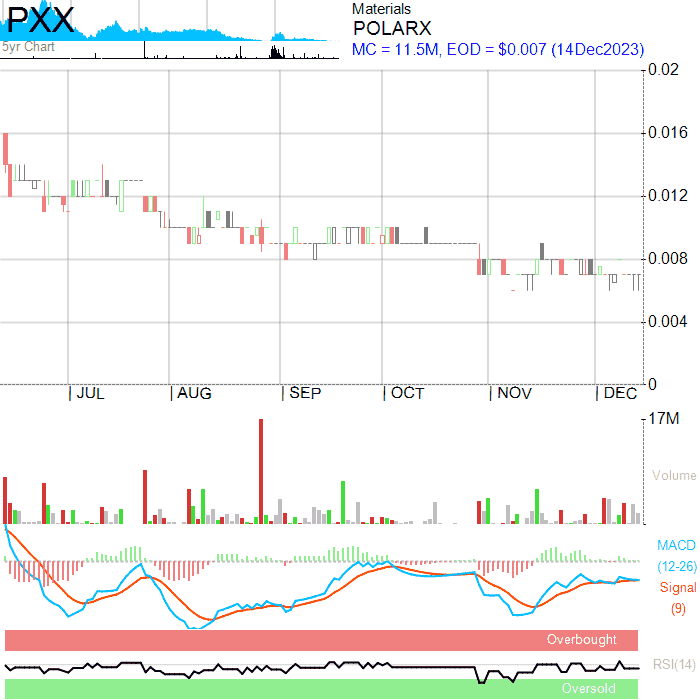 PXX
5yr Chart
Materials
POLARX
MC = 11.5M, EOD = $0.007 (14Dec2023)
0.02
0.016
0.012
0.008
0.004
0
JUL
AUG
SEP
OCT
NOV
DEC
17M
Volume
MACD
(12-26)
Signal
(9)
Overbought
RSI(14)
Oversold